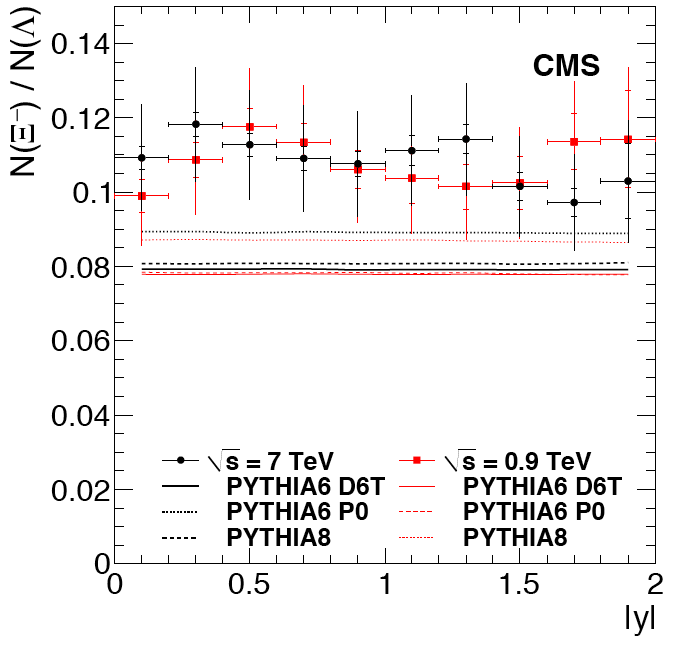 N(Ξ⁻) / N(Λ)
0.14
0.12
0.1
0.08
0.06
0.04
0.02
0
CMS
√s = 7 TeV
PYTHIA6 D6T
PYTHIA6 P0
PYTHIA8
√s = 0.9 TeV
PYTHIA6 D6T
PYTHIA6 P0
PYTHIA8
0 0.5 1 1.5 2
|y|